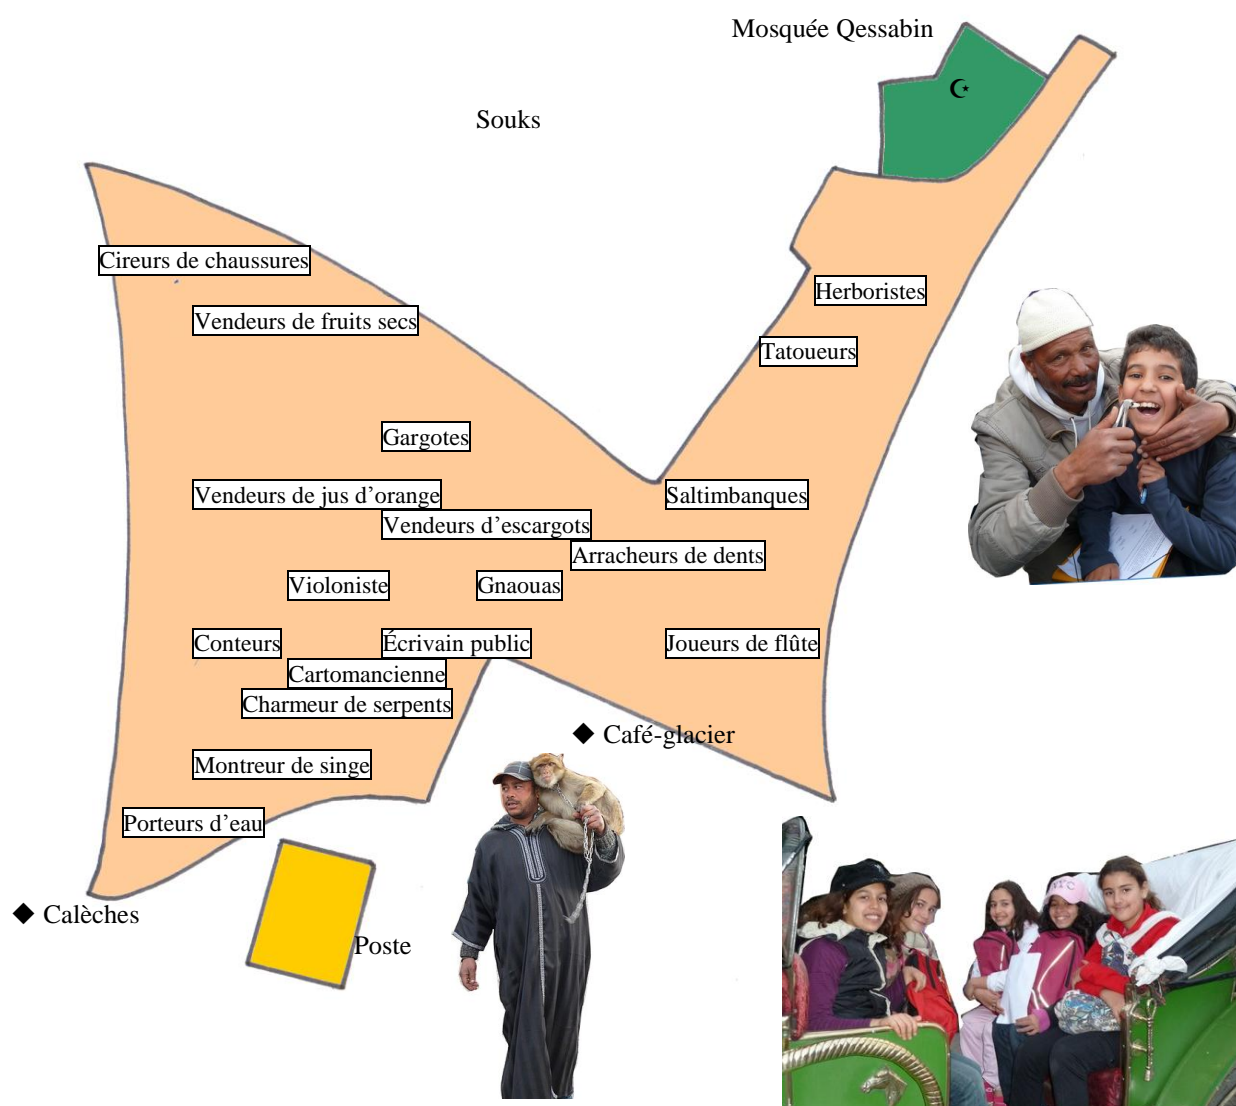 Mosquée Qessabin
Souks
Cireurs de chaussures
Herboristes
Vendeurs de fruits secs
Tatoueurs
Gargotes
Vendeurs de jus d’orange
Saltimbanques
Vendeurs d’escargots
Arracheurs de dents
Violoniste
Gnaouas
Conteurs
Écrivain public
Joueurs de flûte
Cartomancienne
Charmeur de serpents
◆ Café-glacier
Montreur de singe
Porteurs d’eau
◆ Calèches
Poste